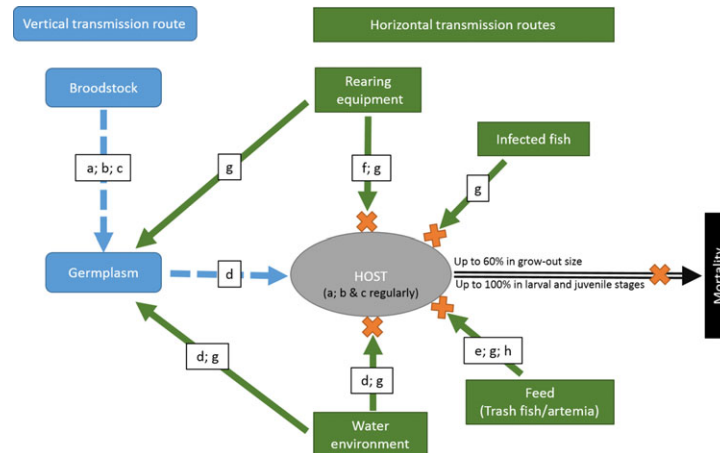 Vertical transmission route
Horizontal transmission routes
Broodstock
Rearing
equipment
Infected fish
a; b; c
g
f; g
g
Germplasm
d
HOST
(a; b & c regularly)
Up to 60% in grow-out size
Up to 100% in larval and juvenile stages
Mortality
d; g
d; g
e; g; h
Water
environment
Feed
(Trash fish/artemia)